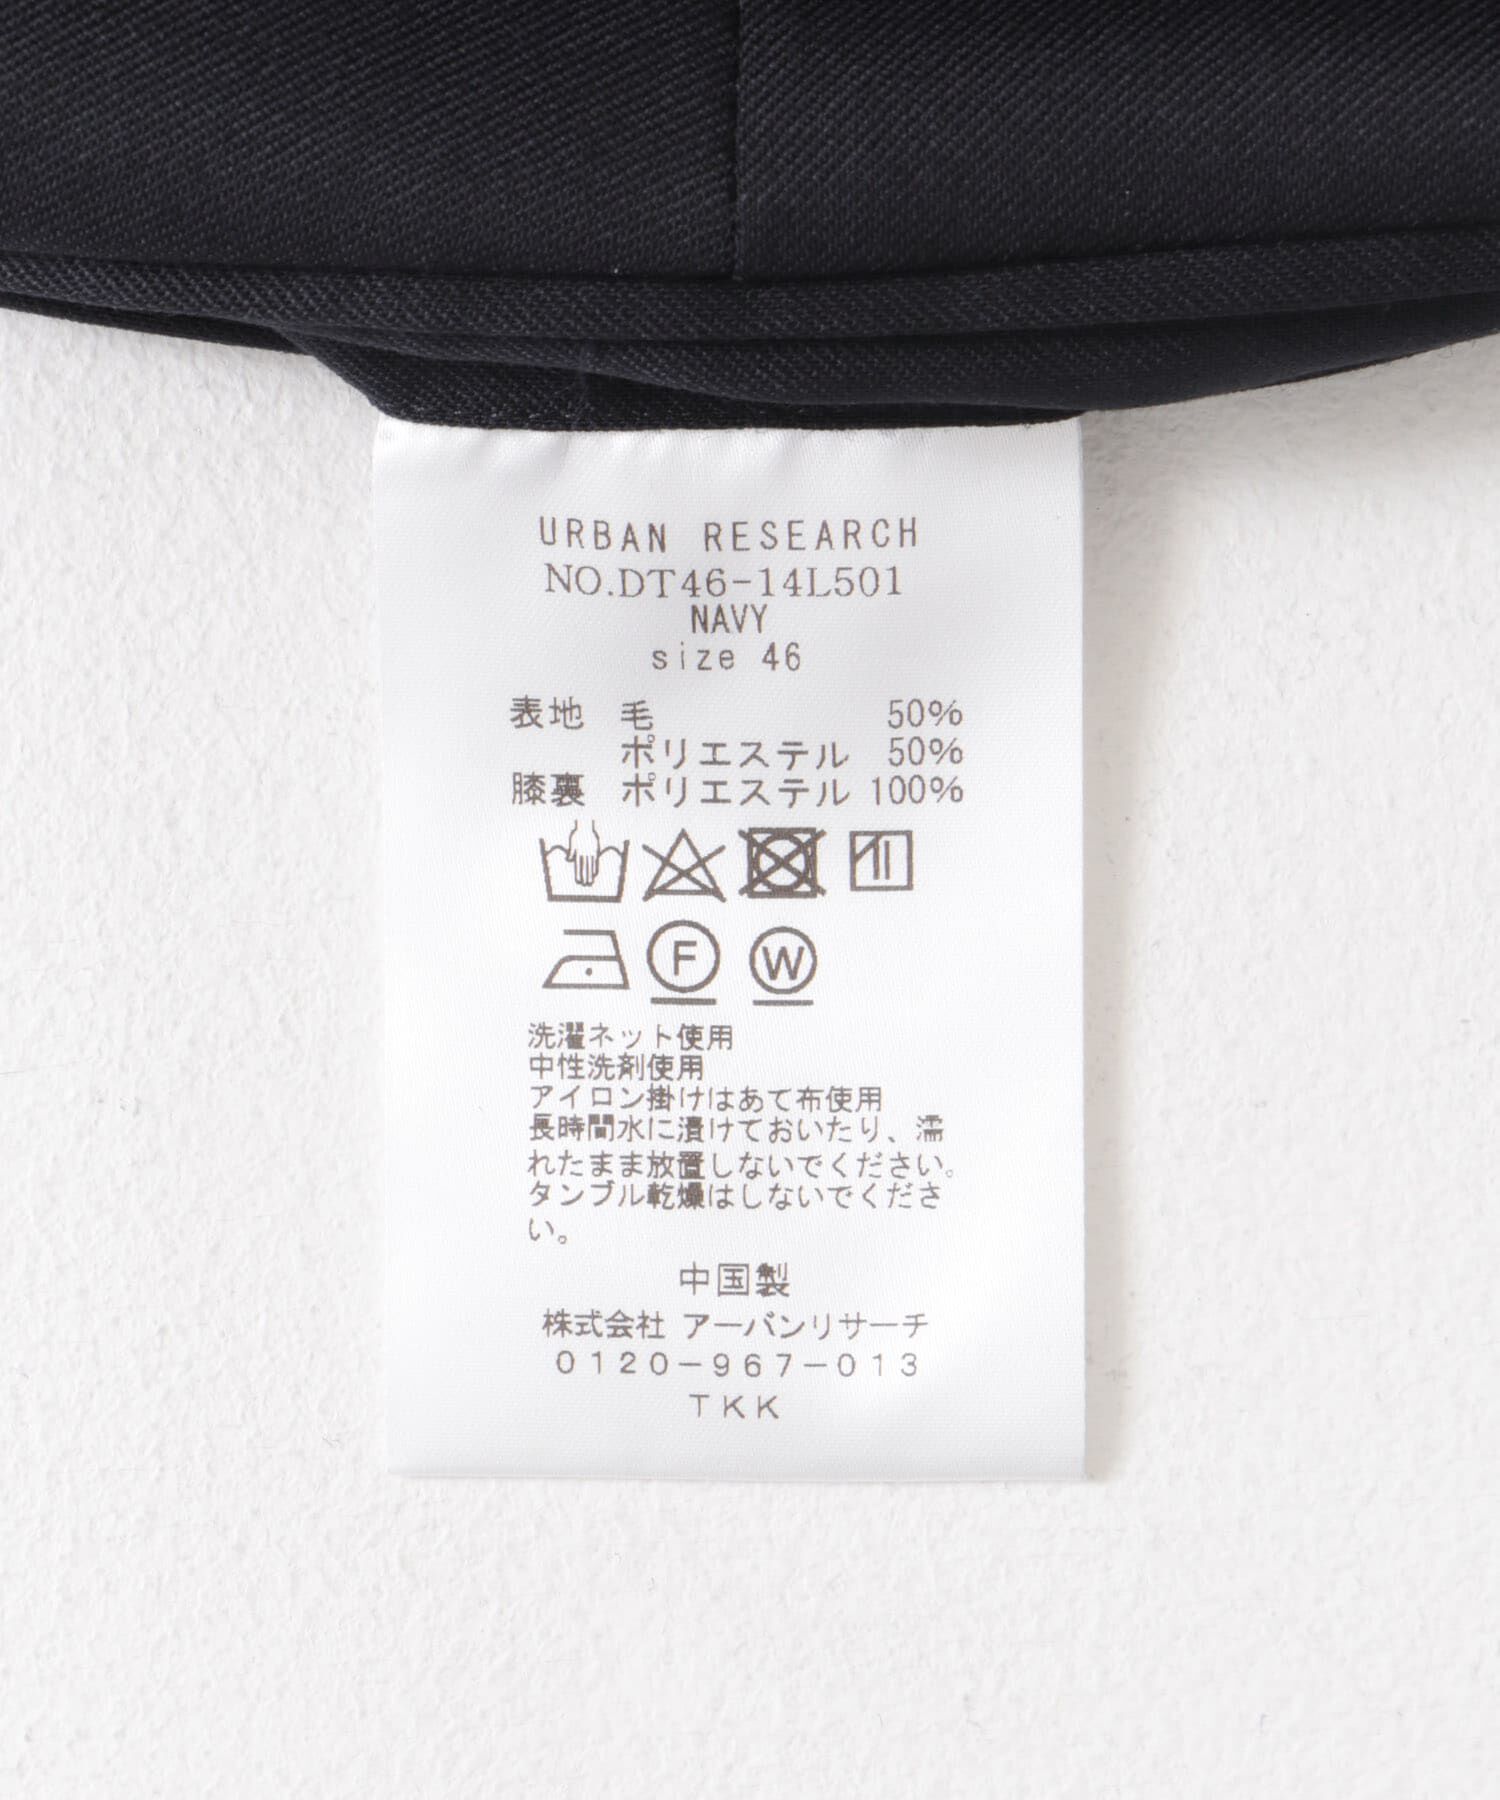 URBAN RESEARCH
NO.DT46-14L501
NAVY
size 46
表地 毛 50%
ポリエステル 50%
膝裏 ポリエステル 100%
F W
洗濯ネット使用
中性洗剤使用
アイロン掛けはあて布使用
長時間水に漬けておいたり、濡
れたまま放置しないでください。
タンブル乾燥はしないでくださ
い。
中国製
株式会社 アーバンリサーチ
0120-967-013
TKK